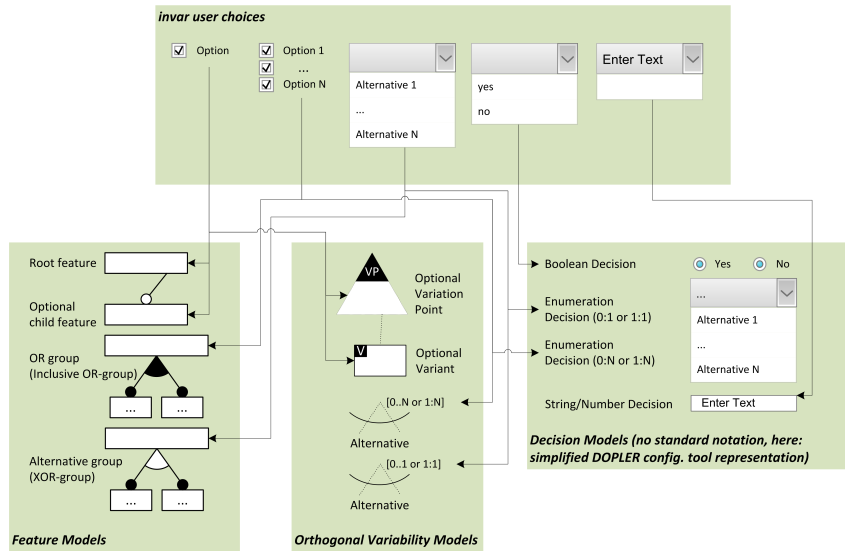 invar user choices
Option
Option 1
...
Option N
Alternative 1
...
Alternative N
yes
no
Enter Text
Root feature
Optional
child feature
OR group
(Inclusive OR-group)
...
...
Alternative group
(XOR-group)
...
...
Feature Models
VP
Optional
Variation
Point
V
Optional
Variant
[0..N or 1:N]
Alternative
[0..1 or 1:1]
Alternative
Orthogonal Variability Models
Boolean Decision
Yes
No
Enumeration
Decision (0:1 or 1:1)
Enumeration
Decision (0:N or 1:N)
...
Alternative 1
...
Alternative N
String/Number Decision
Enter Text
Decision Models (no standard notation, here:
simplified DOPLER config. tool representation)